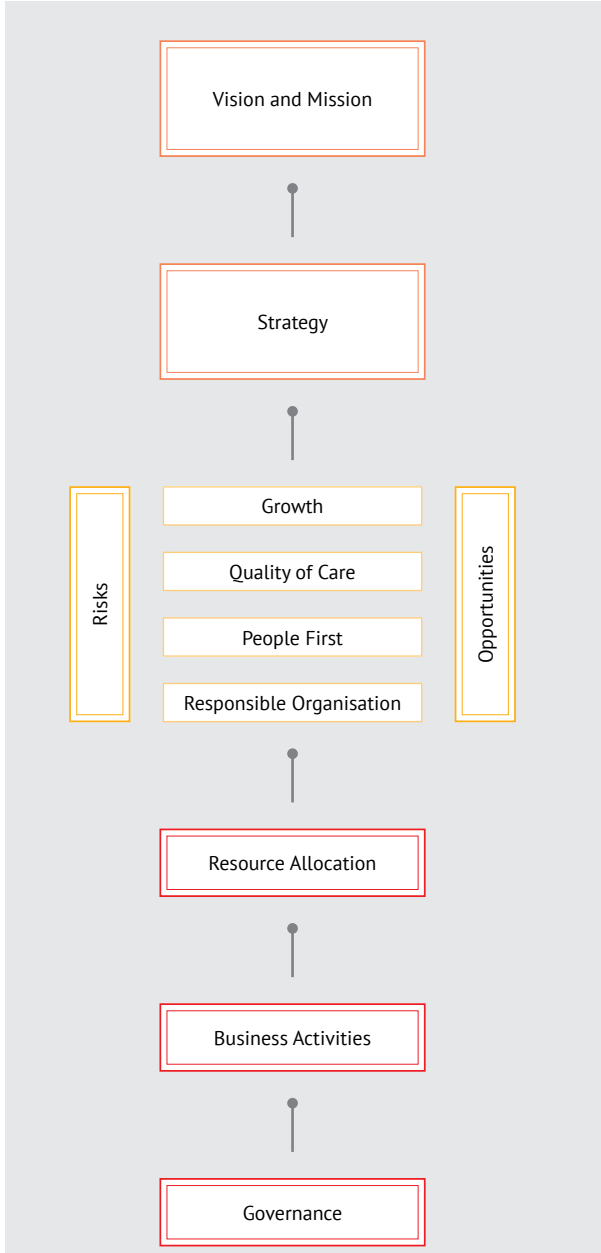 Vision and Mission
Strategy
Risks
Growth
Quality of Care
People First
Responsible Organisation
Opportunities
Resource Allocation
Business Activities
Governance